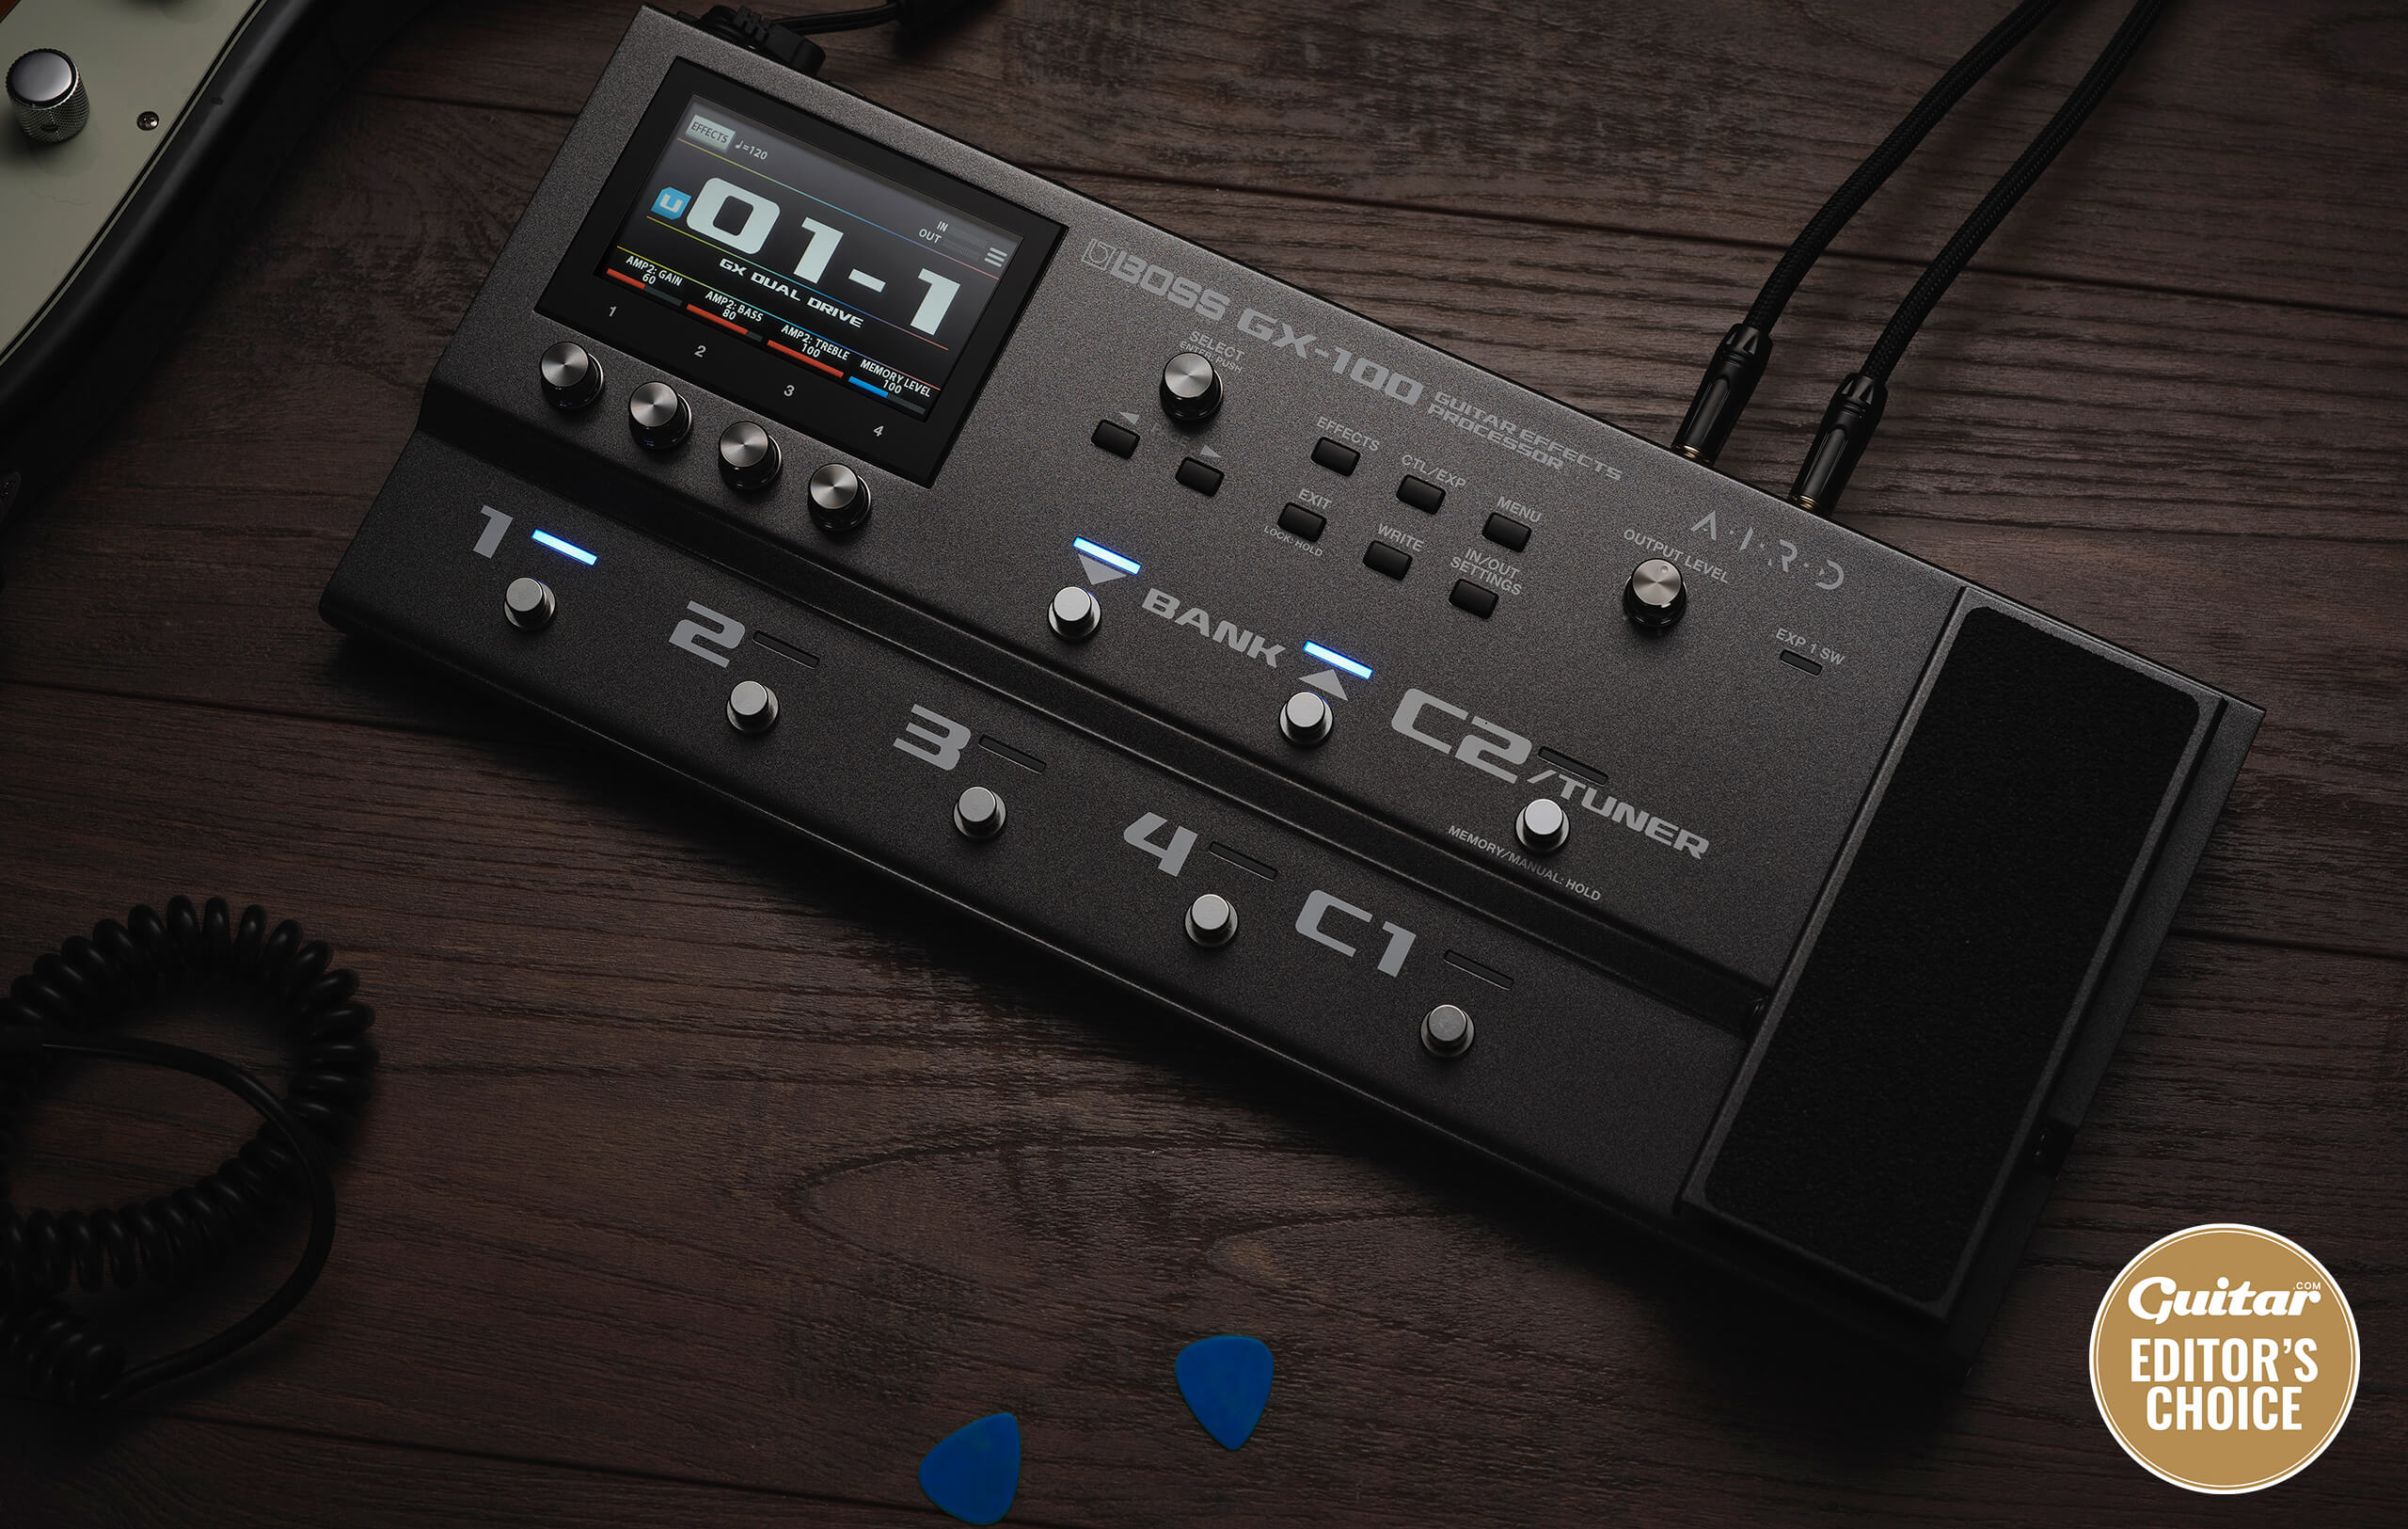 EFFECTS ♩=120
U 01-1
IN
OUT
GX DUAL DRIVE
AMP2: GAIN
60
AMP2: BASS
80
AMP2: TREBLE
100
MEMORY LEVEL
100
1
2
3
4
BOSS GX-100 GUITAR EFFECTS
PROCESSOR
SELECT
ENTER: PUSH
PAGE
EFFECTS
CTL/EXP
MENU
EXIT
LOCK: HOLD
WRITE
IN/OUT
SETTINGS
OUTPUT LEVEL
A·I·R·D
EXP 1 SW
BANK
C2/TUNER
MEMORY/MANUAL: HOLD
1
2
3
4
C1
Guitar.COM
EDITOR'S
CHOICE